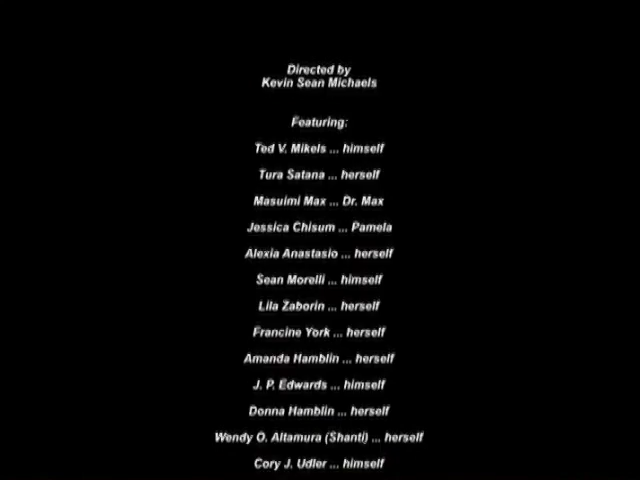 Directed by
Kevin Sean Michaels
Featuring:
Ted V. Mikels ... himself
Tura Satana ... herself
Masuimi Max ... Dr. Max
Jessica Chisum ... Pamela
Alexia Anastasio ... herself
Sean Morelli ... himself
Lila Zaborin ... herself
Francine York ... herself
Amanda Hamblin ... herself
J. P. Edwards ... himself
Donna Hamblin ... herself
Wendy O. Altamura (Shanti) ... herself
Cory J. Udler ... himself